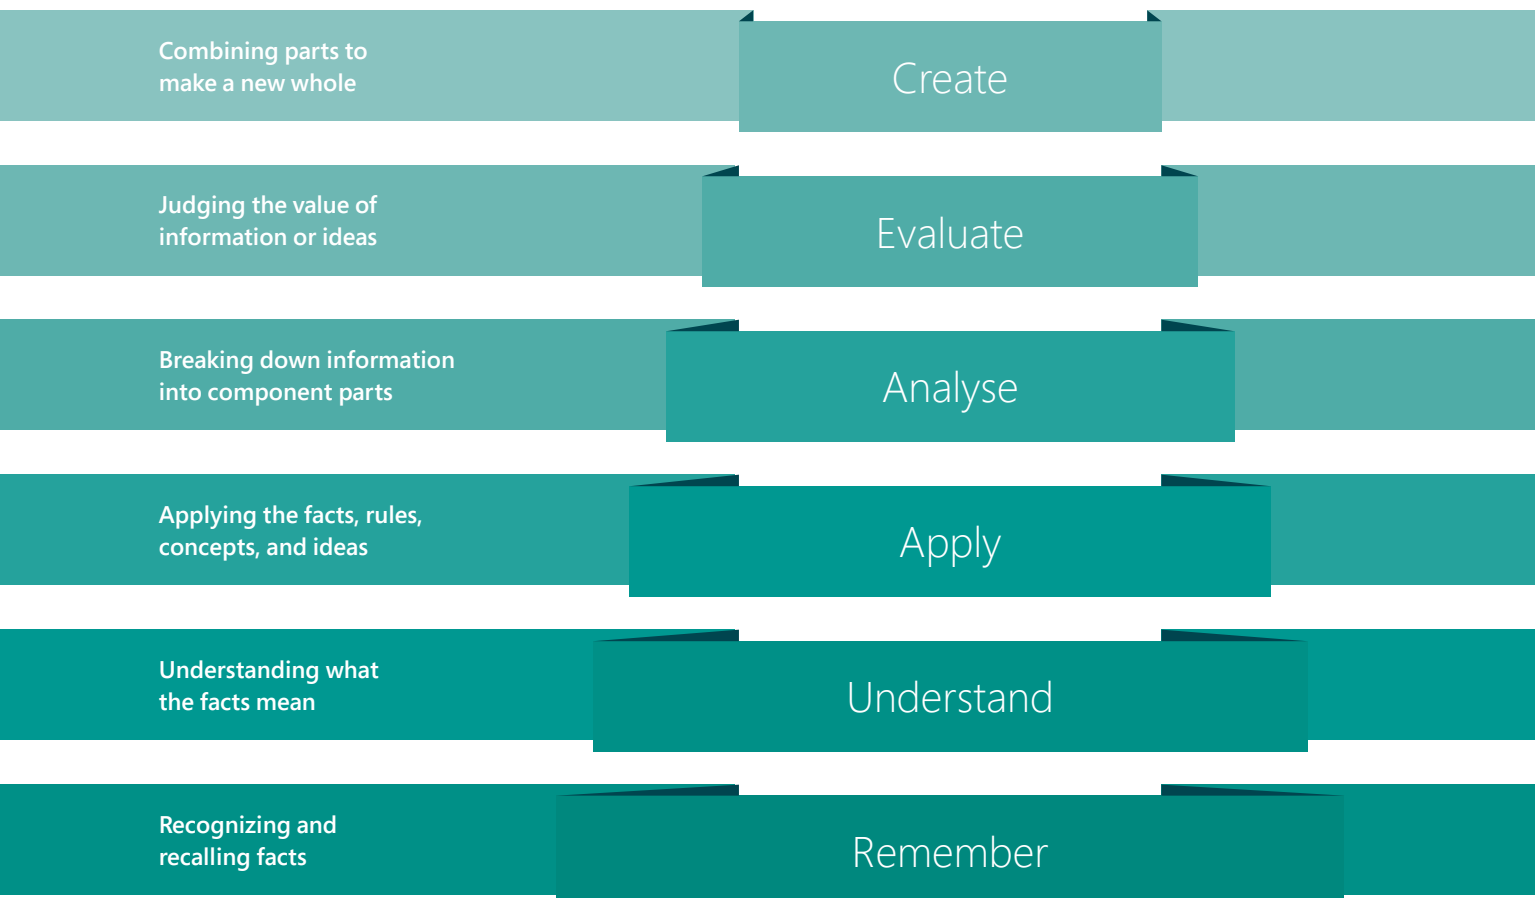 Combining parts to
make a new whole
Create
Judging the value of
information or ideas
Evaluate
Breaking down information
into component parts
Analyse
Applying the facts, rules,
concepts, and ideas
Apply
Understanding what
the facts mean
Understand
Recognizing and
recalling facts
Remember